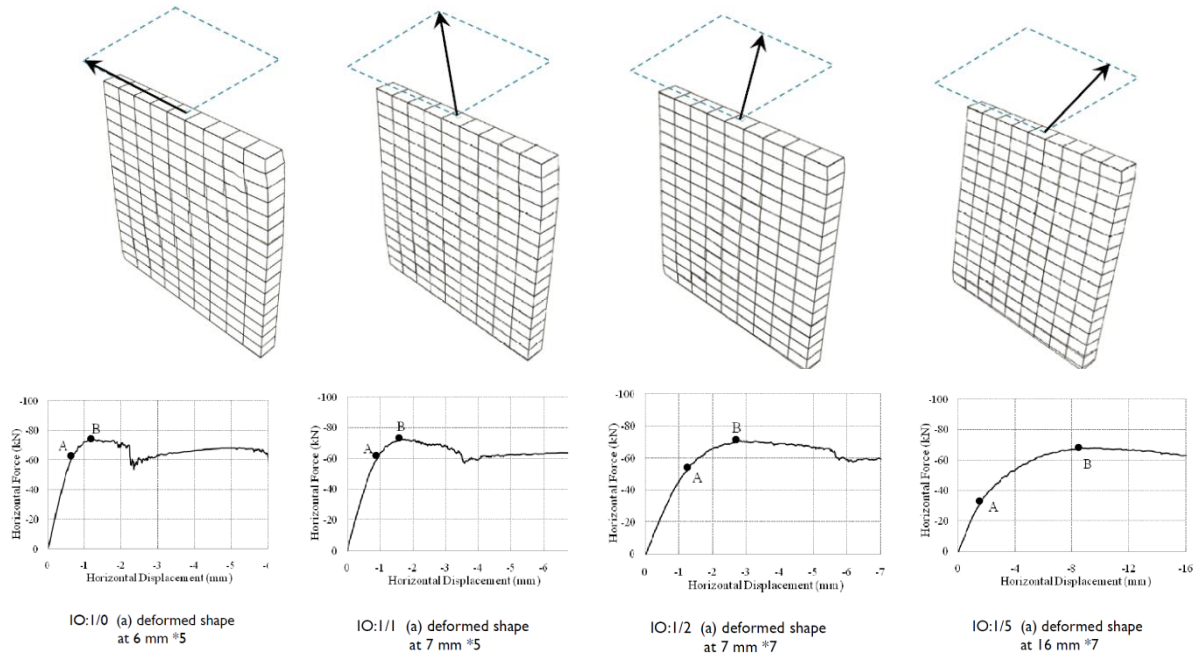 Horizontal Force (kN)
-100
-80
-60
-40
-20
0
A
B
0 -1 -2 -3 -4 -5
Horizontal Displacement (mm)
IO:1/0 (a) deformed shape
at 6 mm *5
Horizontal Force (kN)
-100
-80
-60
-40
-20
0
A
B
0 -1 -2 -3 -4 -5 -6
Horizontal Displacement (mm)
IO:1/1 (a) deformed shape
at 7 mm *5
Horizontal Force (kN)
-100
-80
-60
-40
-20
0
A
B
0 -1 -2 -3 -4 -5 -6 -7
Horizontal Displacement (mm)
IO:1/2 (a) deformed shape
at 7 mm *7
Horizontal Force (kN)
-100
-80
-60
-40
-20
0
A
B
0 -4 -8 -12 -16
Horizontal Displacement (mm)
IO:1/5 (a) deformed shape
at 16 mm *7